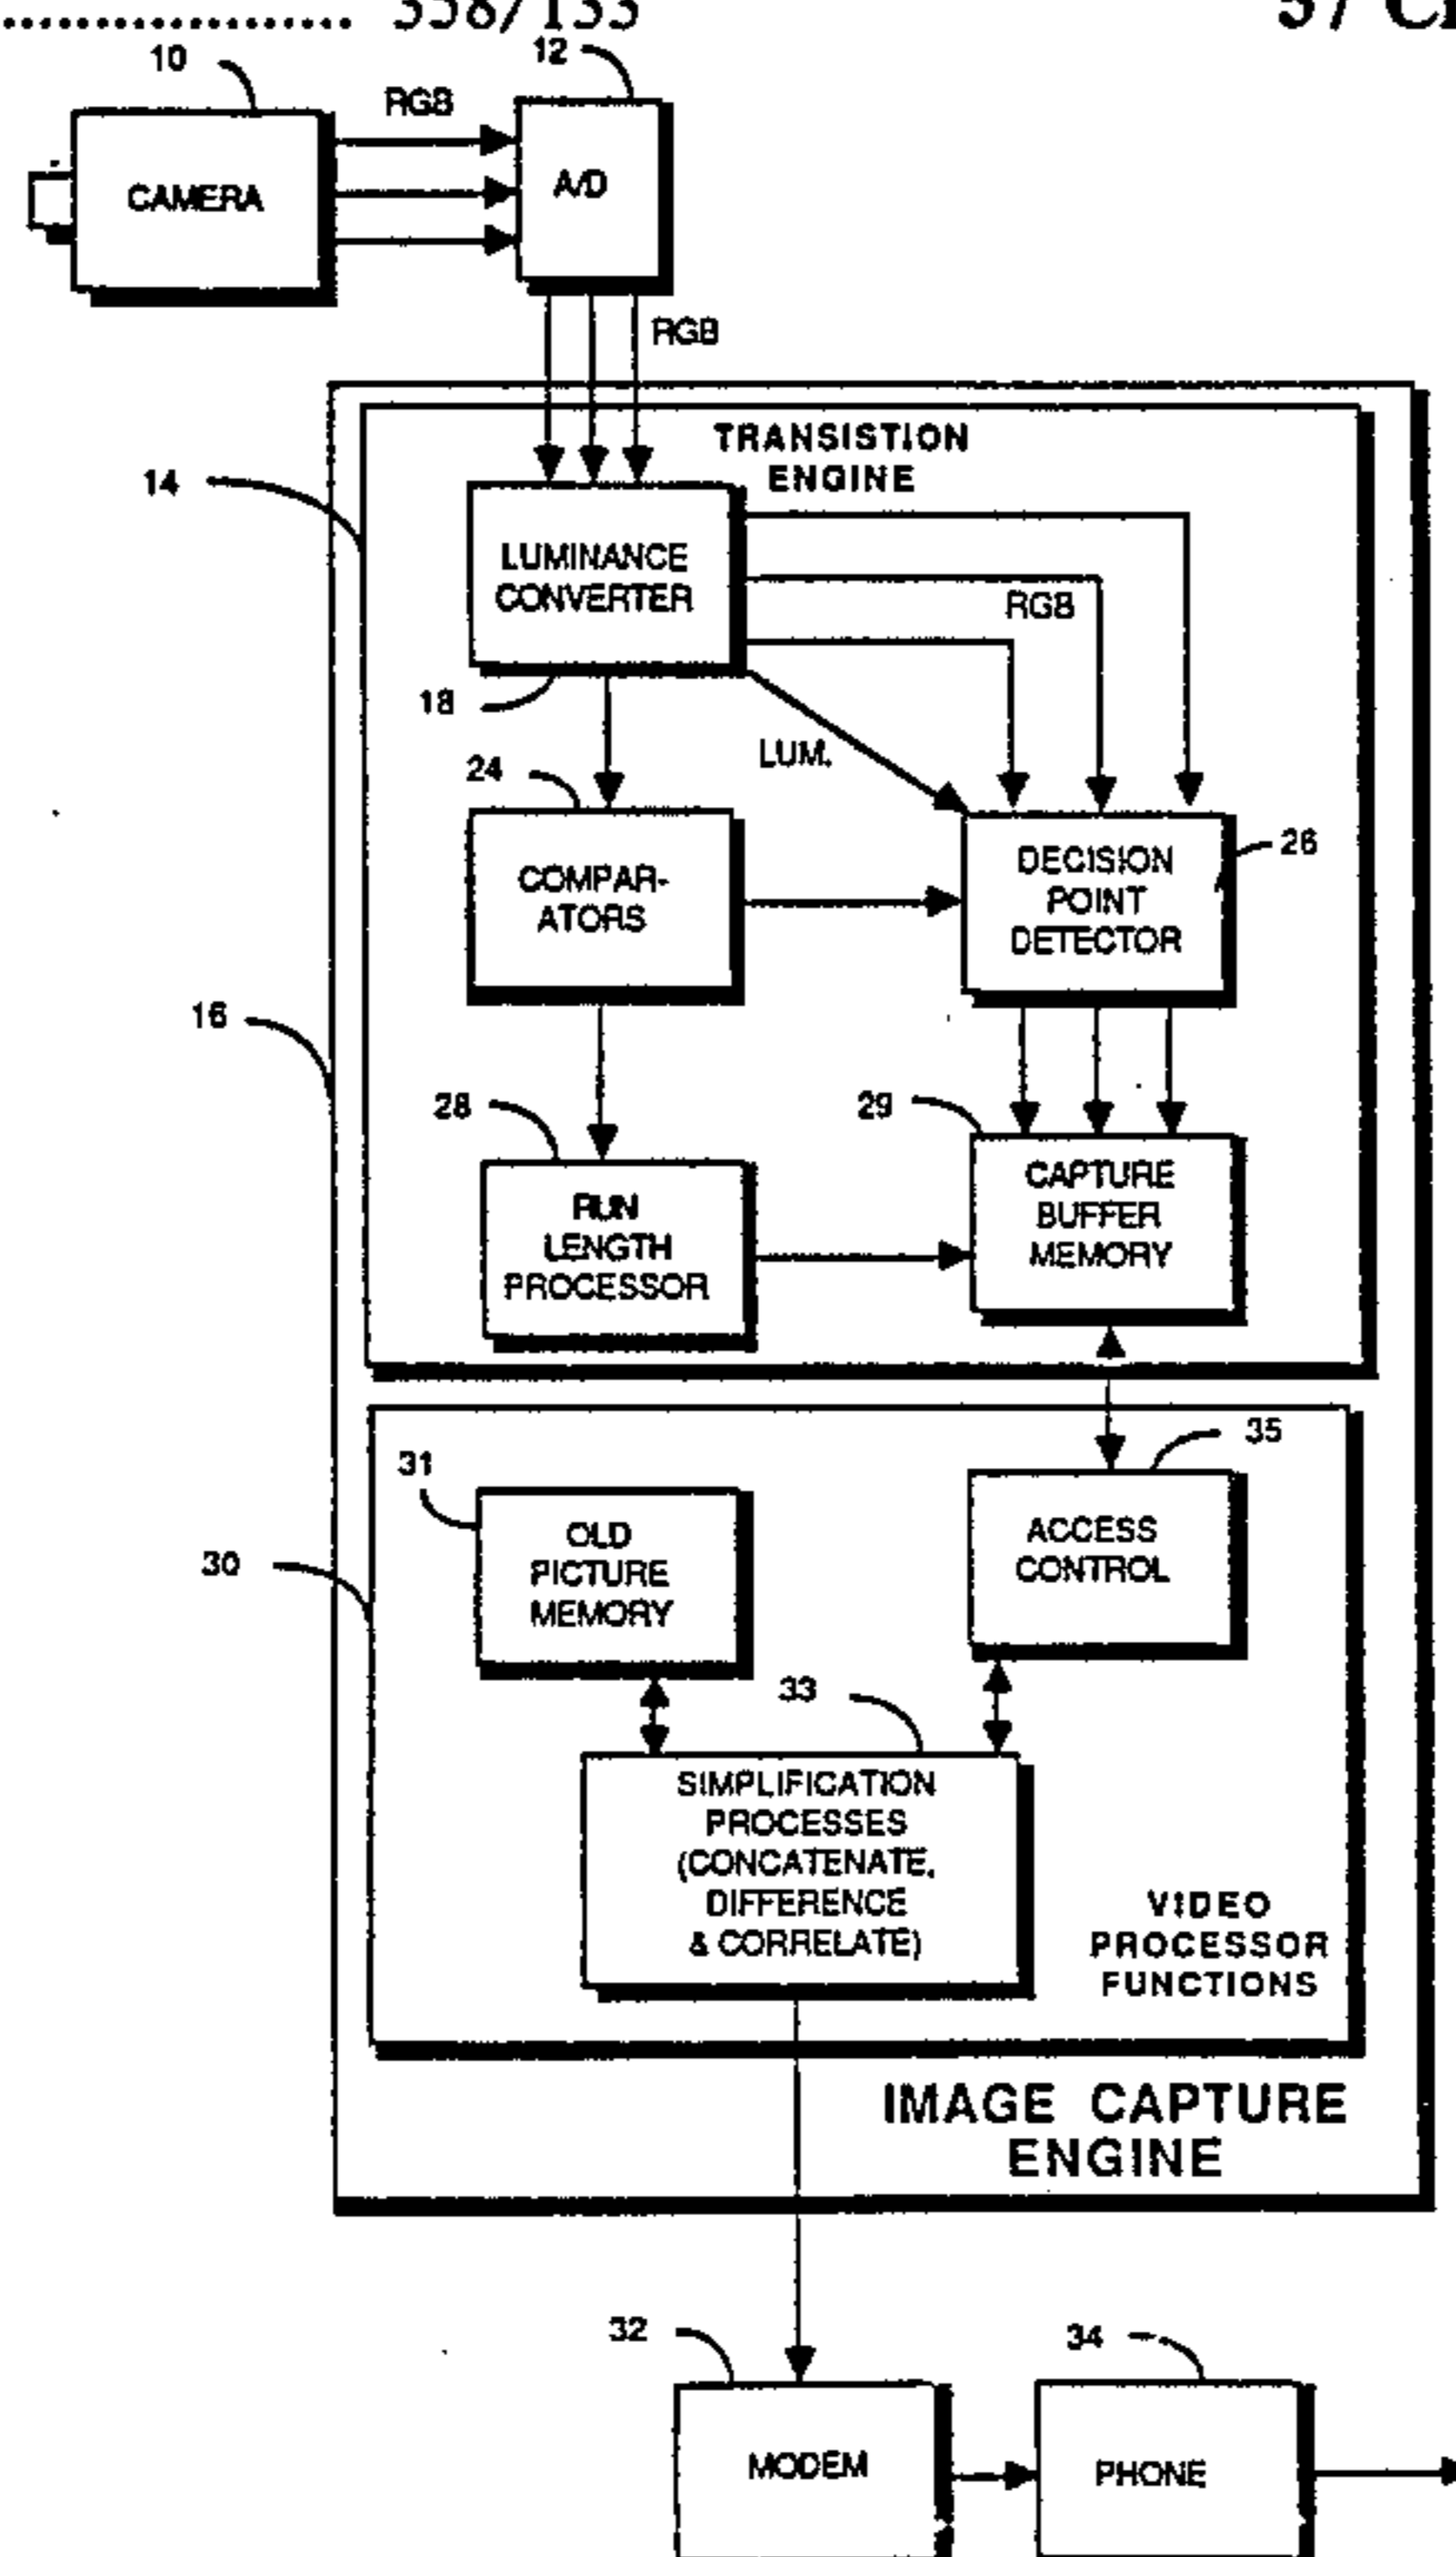 358/133
10
12
RGB
CAMERA
A/D
RGB
TRANSISTION
ENGINE
14
LUMINANCE
CONVERTER
RGB
18
LUM.
24
26
COMPAR-
ATORS
DECISION
POINT
DETECTOR
16
28
29
RUN
LENGTH
PROCESSOR
CAPTURE
BUFFER
MEMORY
31
35
OLD
PICTURE
MEMORY
ACCESS
CONTROL
30
33
SIMPLIFICATION
PROCESSES
(CONCATENATE,
DIFFERENCE
& CORRELATE)
VIDEO
PROCESSOR
FUNCTIONS
IMAGE CAPTURE
ENGINE
32
34
MODEM
PHONE